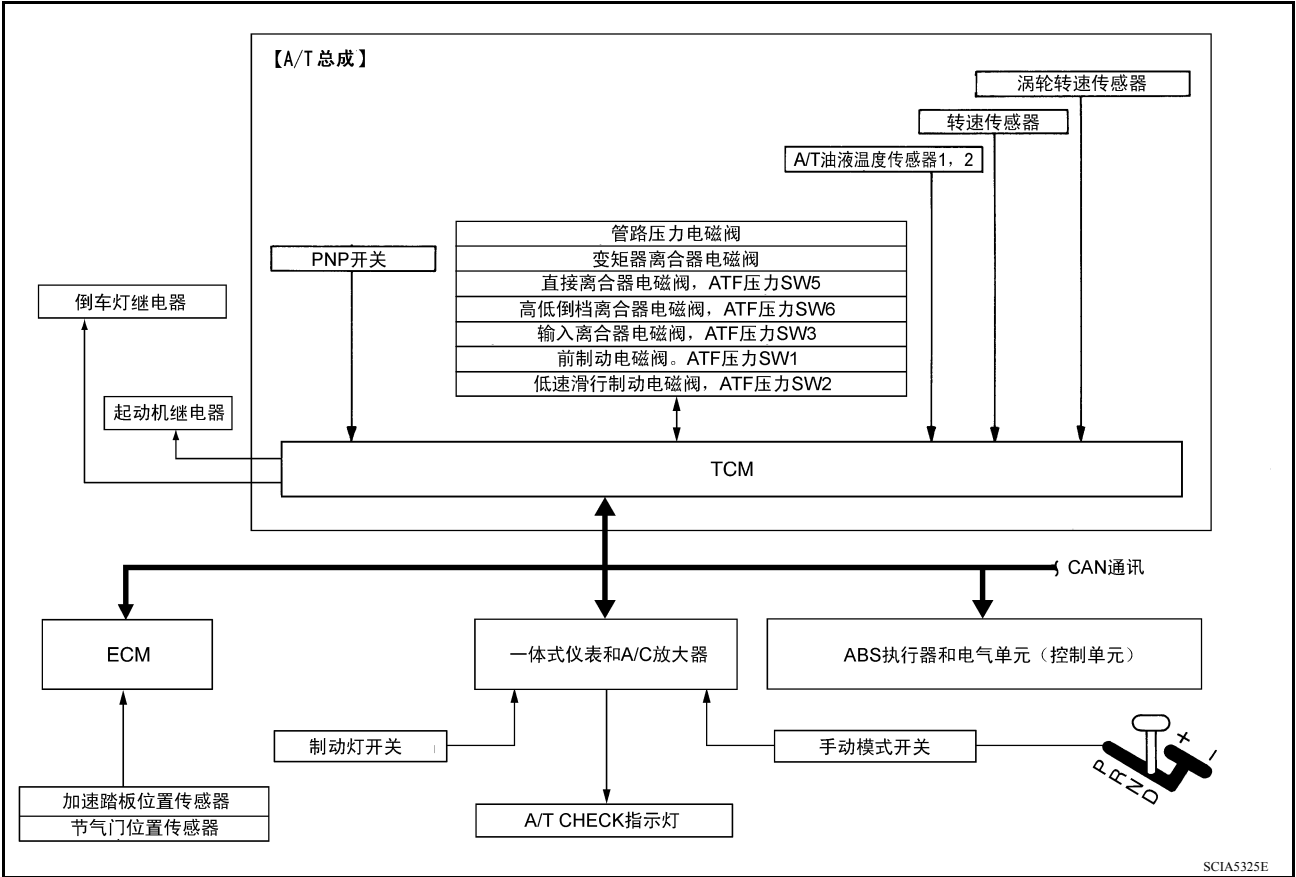 【A/T 总成】
涡轮转速传感器
转速传感器
A/T油液温度传感器1，2
管路压力电磁阀
变矩器离合器电磁阀
直接离合器电磁阀，ATF压力SW5
高低倒档离合器电磁阀，ATF压力SW6
输入离合器电磁阀，ATF压力SW3
前制动电磁阀。ATF压力SW1
低速滑行制动电磁阀，ATF压力SW2
PNP开关
倒车灯继电器
起动机继电器
TCM
CAN通讯
ECM
一体式仪表和A/C放大器
ABS执行器和电气单元（控制单元）
制动灯开关
手动模式开关
+
-
P R N D
加速踏板位置传感器
节气门位置传感器
A/T CHECK指示灯
SCIA5325E